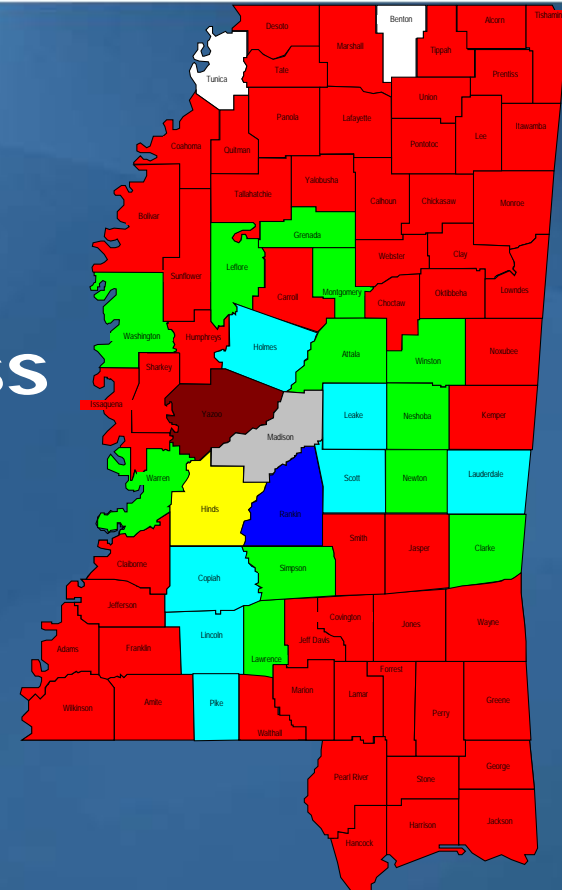 Desoto
Benton
Alcorn
Marshall
Tippah
Tate
Prentiss
Tunica
Union
Panola
Lafayette
Itawamba
Lee
Pontotoc
Coahoma
Quitman
Yalobusha
Tallahatchie
Calhoun
Chickasaw
Monroe
Bolivar
Grenada
Webster
Clay
Leflore
Sunflower
Montgomery
Carroll
Choctaw
Oktibbeha
Lowndes
Washington
Humphreys
Holmes
Attala
Winston
Noxubee
ss
Sharkey
Issaquena
Yazoo
Leake
Neshoba
Kemper
Madison
Warren
Scott
Newton
Lauderdale
Hinds
Rankin
Smith
Jasper
Clarke
Claiborne
Copiah
Simpson
Jefferson
Covington
Jones
Wayne
Lincoln
Jeff Davis
Adams
Franklin
Lawrence
Forrest
Marion
Lamar
Wilkinson
Amite
Pike
Greene
Perry
Walthall
George
Pearl River
Stone
Jackson
Harrison
Hancock